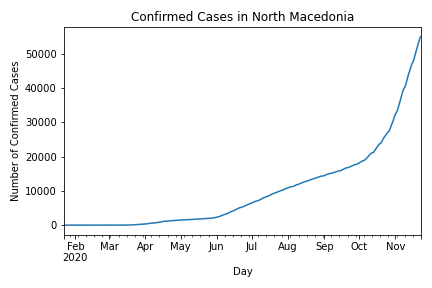 Confirmed Cases in North Macedonia
Number of Confirmed Cases
50000
40000
30000
20000
10000
0
Feb Mar Apr May Jun Jul Aug Sep Oct Nov
2020
Day